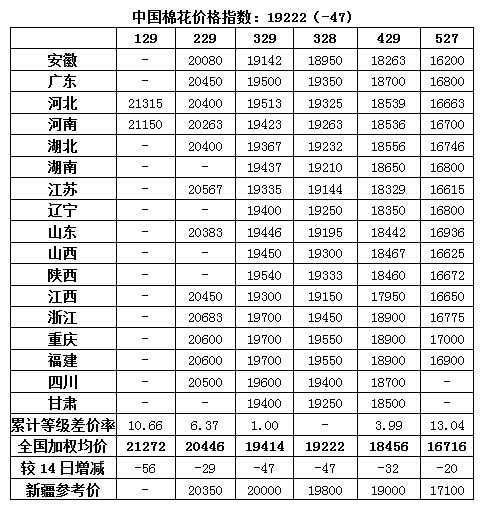 中国棉花价格指数：19222（-47）
129 229 329 328 429 527
安徽 - 20080 19142 18950 18263 16200
广东 - 20450 19500 19350 18700 16800
河北 21315 20400 19513 19325 18539 16663
河南 21150 20263 19423 19263 18536 16700
湖北 - 20400 19367 19232 18556 16746
湖南 - - 19437 19210 18650 16800
江苏 - 20567 19335 19144 18329 16615
辽宁 - - 19400 19250 18350 16800
山东 - 20383 19446 19195 18442 16936
山西 - - 19450 19300 18467 16625
陕西 - - 19540 19333 18460 16672
江西 - 20450 19300 19150 17950 16650
浙江 - 20683 19700 19450 18900 16775
重庆 - 20600 19700 19550 18900 17000
福建 - 20600 19700 19550 18900 16900
四川 - 20500 19600 19400 18700 -
甘肃 - - 19400 19250 18500 -
累计等级差价率 10.66 6.37 1.00 - 3.99 13.04
全国加权均价 21272 20446 19414 19222 18456 16716
较14日增减 -56 -29 -47 -47 -32 -20
新疆参考价 - 20350 20000 19800 19000 17100